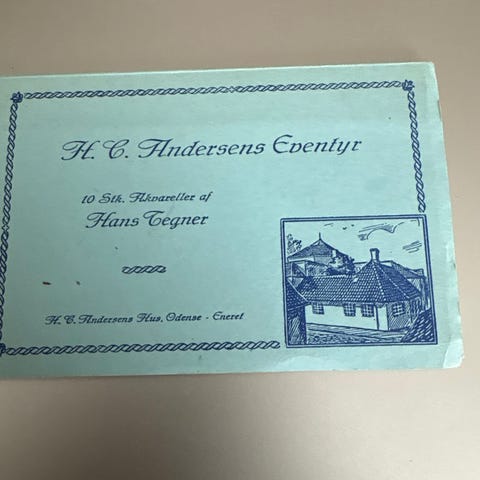 H. C. Andersens Eventyr
10 Stk. Akvareller af
Hans Tegner
H. C. Andersens Hus, Odense - Eneret